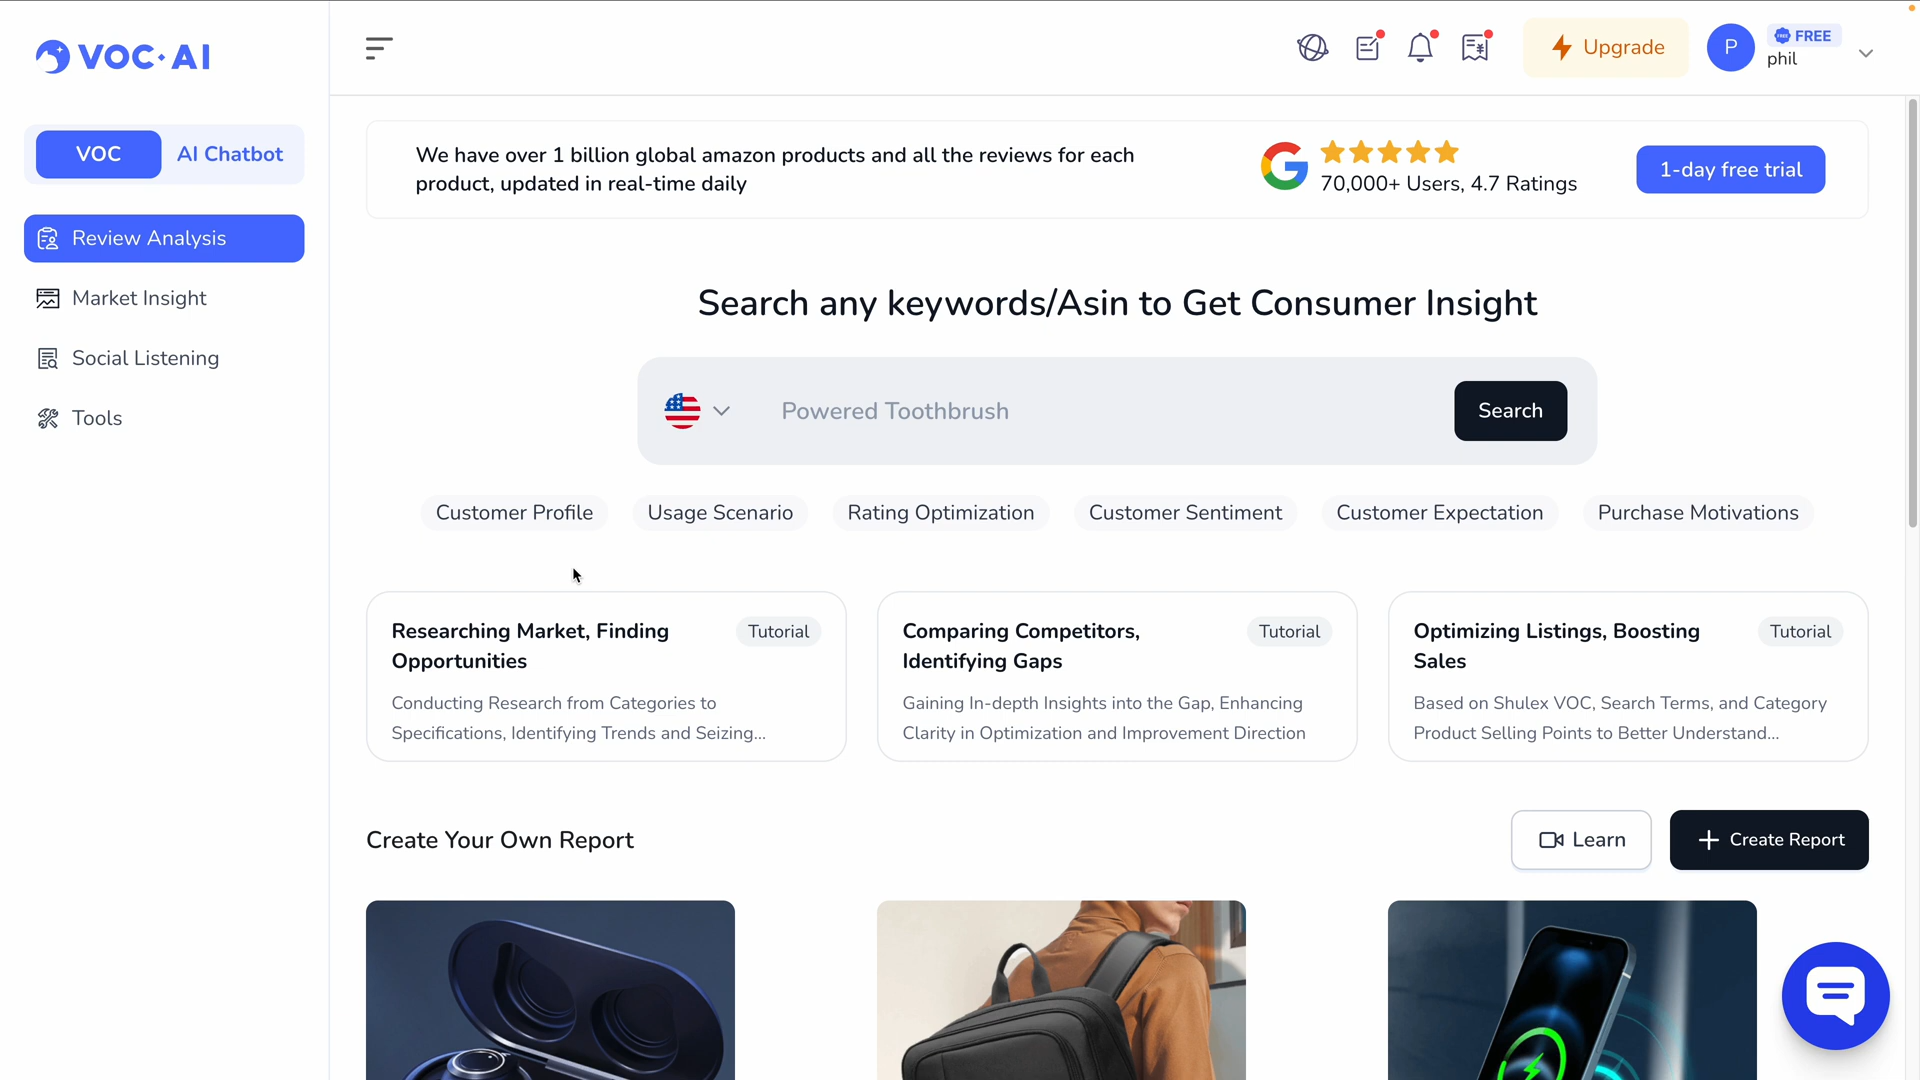 VOC·AI
Upgrade
P
FREE
phil
VOC
AI Chatbot
Review Analysis
Market Insight
Social Listening
Tools
We have over 1 billion global amazon products and all the reviews for each
product, updated in real-time daily
70,000+ Users, 4.7 Ratings
1-day free trial
Search any keywords/Asin to Get Consumer Insight
Powered Toothbrush
Search
Customer Profile
Usage Scenario
Rating Optimization
Customer Sentiment
Customer Expectation
Purchase Motivations
Researching Market, Finding
Opportunities
Tutorial
Conducting Research from Categories to
Specifications, Identifying Trends and Seizing...
Comparing Competitors,
Identifying Gaps
Tutorial
Gaining In-depth Insights into the Gap, Enhancing
Clarity in Optimization and Improvement Direction
Optimizing Listings, Boosting
Sales
Tutorial
Based on Shulex VOC, Search Terms, and Category
Product Selling Points to Better Understand...
Create Your Own Report
Learn
Create Report